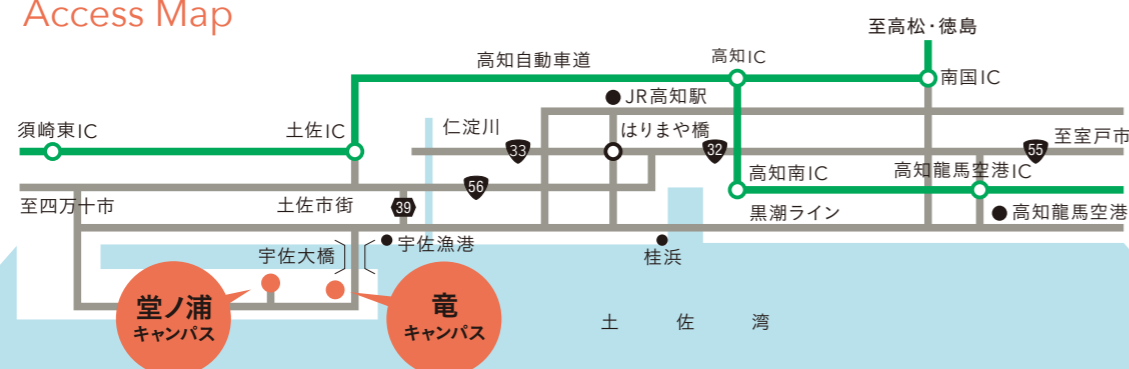 Access Map
至高松・徳島
高知自動車道
高知IC
南国IC
JR高知駅
須崎東IC
土佐IC
仁淀川
はりまや橋
至室戸市
33
32
55
56
高知南IC
高知龍馬空港IC
至四万十市
土佐市街
39
黒潮ライン
高知龍馬空港
宇佐大橋
宇佐漁港
桂浜
堂ノ浦
キャンパス
竜
キャンパス
土佐湾